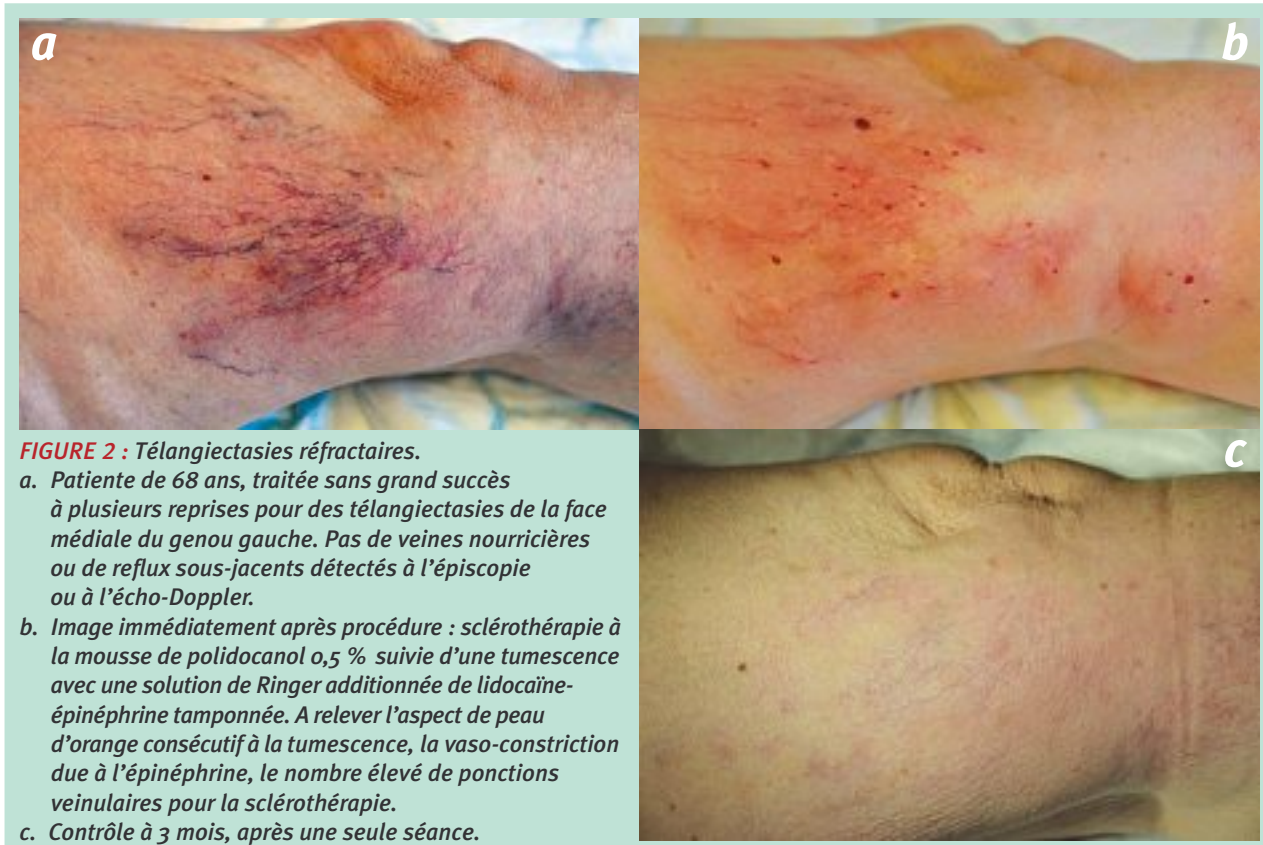 a
b
FIGURE 2 : Télangiectasies réfractaires.
a. Patiente de 68 ans, traitée sans grand succès
à plusieurs reprises pour des télangiectasies de la face
médiale du genou gauche. Pas de veines nourricières
ou de reflux sous-jacents détectés à l’épiscopie
ou à l’écho-Doppler.
b. Image immédiatement après procédure : sclérothérapie à
la mousse de polidocanol 0,5 % suivie d’une tumescence
avec une solution de Ringer additionnée de lidocaïne-
épinéphrine tamponnée. A relever l’aspect de peau
d’orange consécutif à la tumescence, la vaso-constriction
due à l’épinéphrine, le nombre élevé de ponctions
veinulaires pour la sclérothérapie.
c. Contrôle à 3 mois, après une seule séance.
c